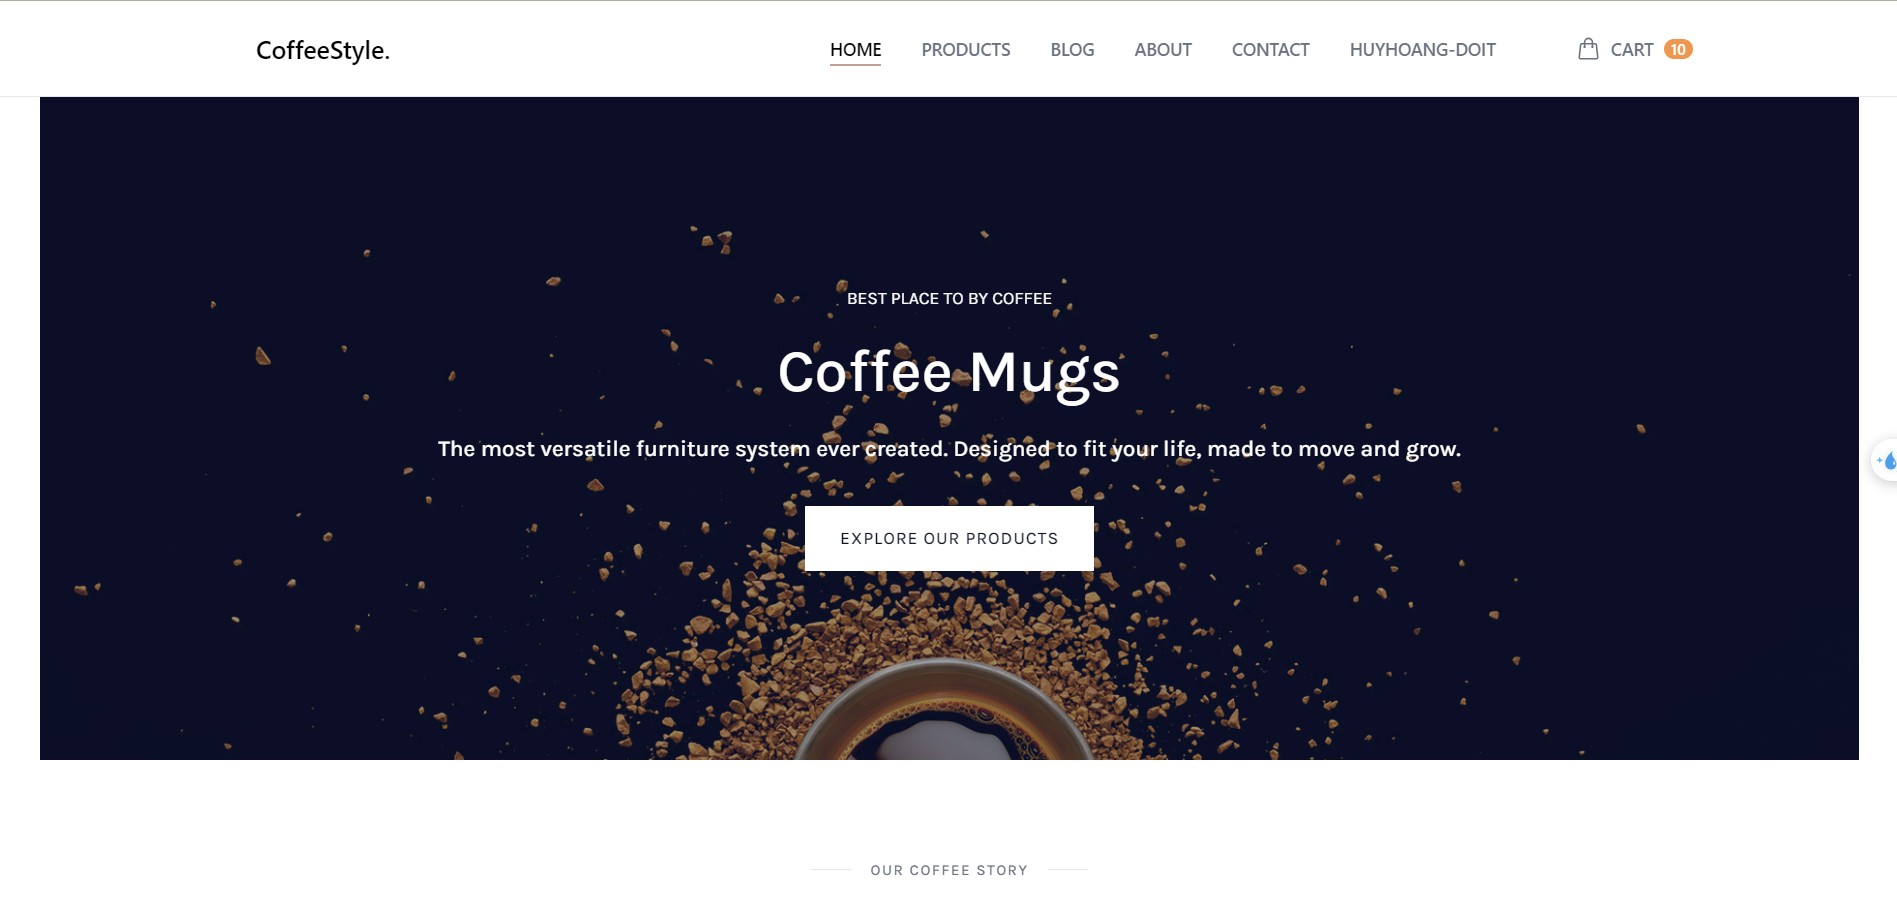 CoffeeStyle.
HOME PRODUCTS BLOG ABOUT CONTACT HUYHOANG-DOIT CART 10
BEST PLACE TO BY COFFEE
Coffee Mugs
The most versatile furniture system ever created. Designed to fit your life, made to move and grow.
EXPLORE OUR PRODUCTS
OUR COFFEE STORY